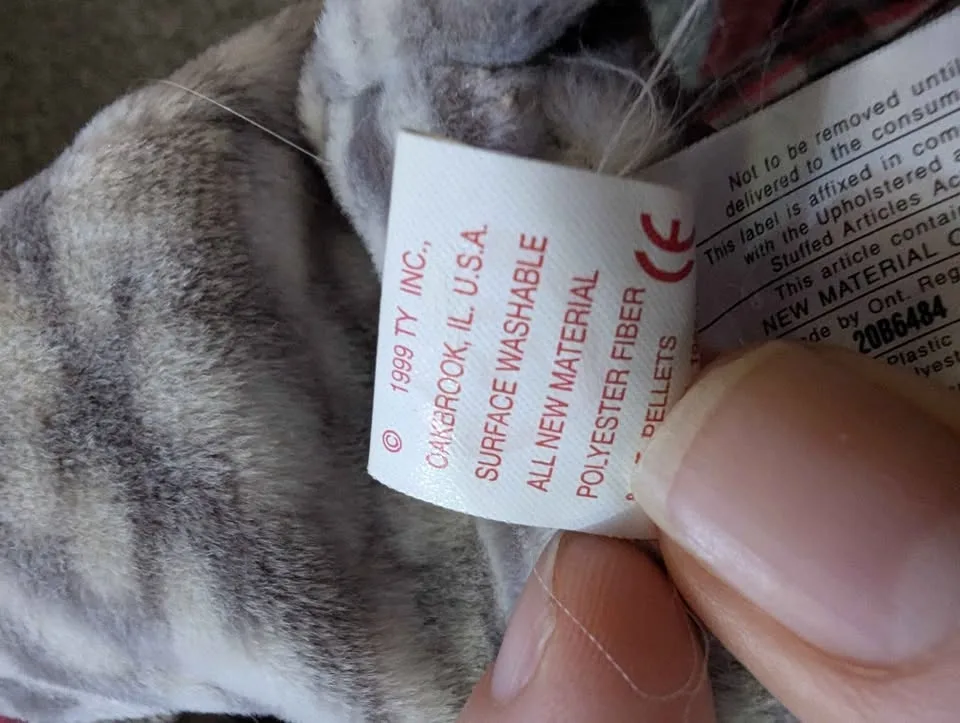 © 1999 TY INC.,
OAKBROOK, IL. U.S.A.
SURFACE WASHABLE
ALL NEW MATERIAL
POLYESTER FIBER
PELLETS
CE
Not to be removed until
delivered to the consum
This label is affixed in com
with the Upholstered a
Stuffed Articles Ac
This article contain
NEW MATERIAL O
de by Ont. Reg
20B6484
Plastic
lyest